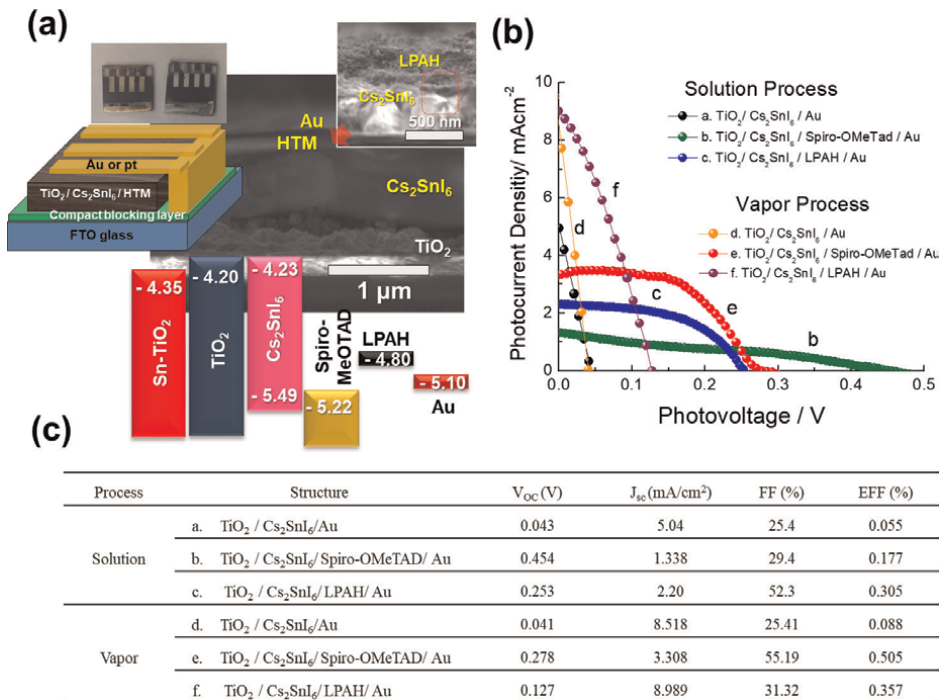 (a)
LPAH
Cs2SnI6
500 nm
Au
HTM
Cs2SnI6
TiO2
1 µm
Au or pt
TiO2/ Cs2SnI6 / HTM
Compact blocking layer
FTO glass
- 4.35
Sn-TiO2
- 4.20
TiO2
- 4.23
Cs2SnI6
- 5.49
Spiro-
MeOTAD
- 5.22
LPAH
- 4.80
- 5.10
Au
(b)
Photocurrent Densitiy/ mAcm-2
10
8
6
4
2
0
0.0 0.1 0.2 0.3 0.4 0.5
Photovoltage / V
Solution Process
a. TiO2 / Cs2SnI6 / Au
b. TiO2/ Cs2SnI6 / Spiro-OMeTad / Au
c. TiO2/ Cs2SnI6 / LPAH / Au
Vapor Process
d. TiO2/ Cs2SnI6 / Au
e. TiO2/ Cs2SnI6 / Spiro-OMeTad / Au
f. TiO2/ Cs2SnI6 / LPAH / Au
f
d
c
e
b
(c)
Process Structure VOC (V) Jsc (mA/cm2) FF (%) EFF (%)
Solution
a. TiO2 / Cs2SnI6/Au 0.043 5.04 25.4 0.055
b. TiO2 / Cs2SnI6/ Spiro-OMeTAD/ Au 0.454 1.338 29.4 0.177
c. TiO2 / Cs2SnI6/ LPAH/ Au 0.253 2.20 52.3 0.305
Vapor
d. TiO2 / Cs2SnI6/Au 0.041 8.518 25.41 0.088
e. TiO2 / Cs2SnI6/ Spiro-OMeTAD/ Au 0.278 3.308 55.19 0.505
f. TiO2 / Cs2SnI6/ LPAH/ Au 0.127 8.989 31.32 0.357